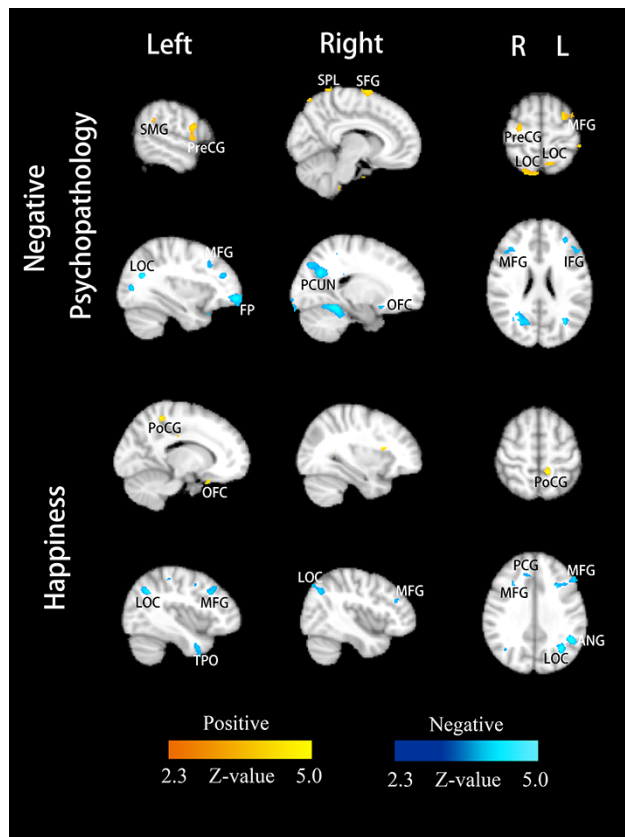 Left Right R L
Negative
Psychopathology
SMG PreCG
SPL SFG
PreCG MFG
LOC LOC
LOC MFG FP
PCUN OFC
MFG IFG
Happiness
PoCG OFC
PoCG
LOC MFG TPO
LOC MFG
PCG MFG
MFG
ANG
LOC
Positive Negative
2.3 Z-value 5.0 2.3 Z-value 5.0